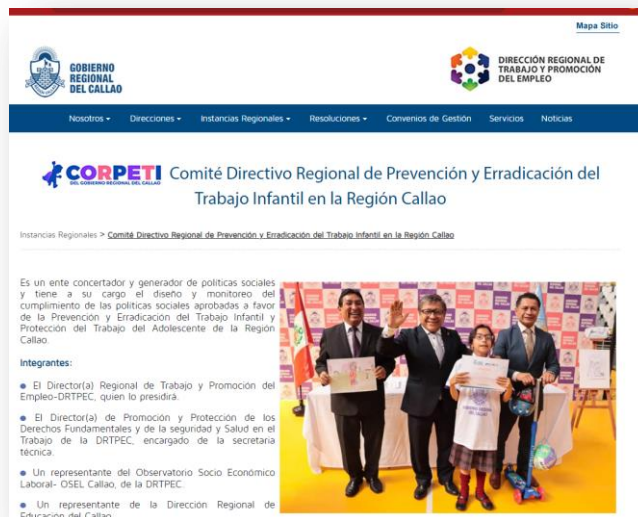 Mapa Sitio
GOBIERNO
REGIONAL
DEL CALLAO
DIRECCIÓN REGIONAL DE
TRABAJO Y PROMOCIÓN
DEL EMPLEO
Nosotros Direcciones Instancias Regionales Resoluciones Convenios de Gestión Servicios Noticias
CORPETI
DEL GOBIERNO REGIONAL DEL CALLAO
Comité Directivo Regional de Prevención y Erradicación del
Trabajo Infantil en la Región Callao
Instancias Regionales > Comité Directivo Regional de Prevención y Erradicación del Trabajo Infantil en la Región Callao
Es un ente concertador y generador de políticas sociales
y tiene a su cargo el diseño y monitoreo del
cumplimiento de las políticas sociales aprobadas a favor
de la Prevención y Erradicación del Trabajo Infantil y
Protección del Trabajo del Adolescente de la Región
Callao.
Integrantes:
El Director(a) Regional de Trabajo y Promoción del
Empleo-DRTPEC, quien lo presidirá.
El Director(a) de Promoción y Protección de los
Derechos Fundamentales y de la seguridad y Salud en el
Trabajo de la DRTPEC, encargado de la secretaria
técnica.
Un representante del Observatorio Socio Económico
Laboral- OSEL Callao, de la DRTPEC.
Un representante de la Dirección Regional de
Educación del Callao